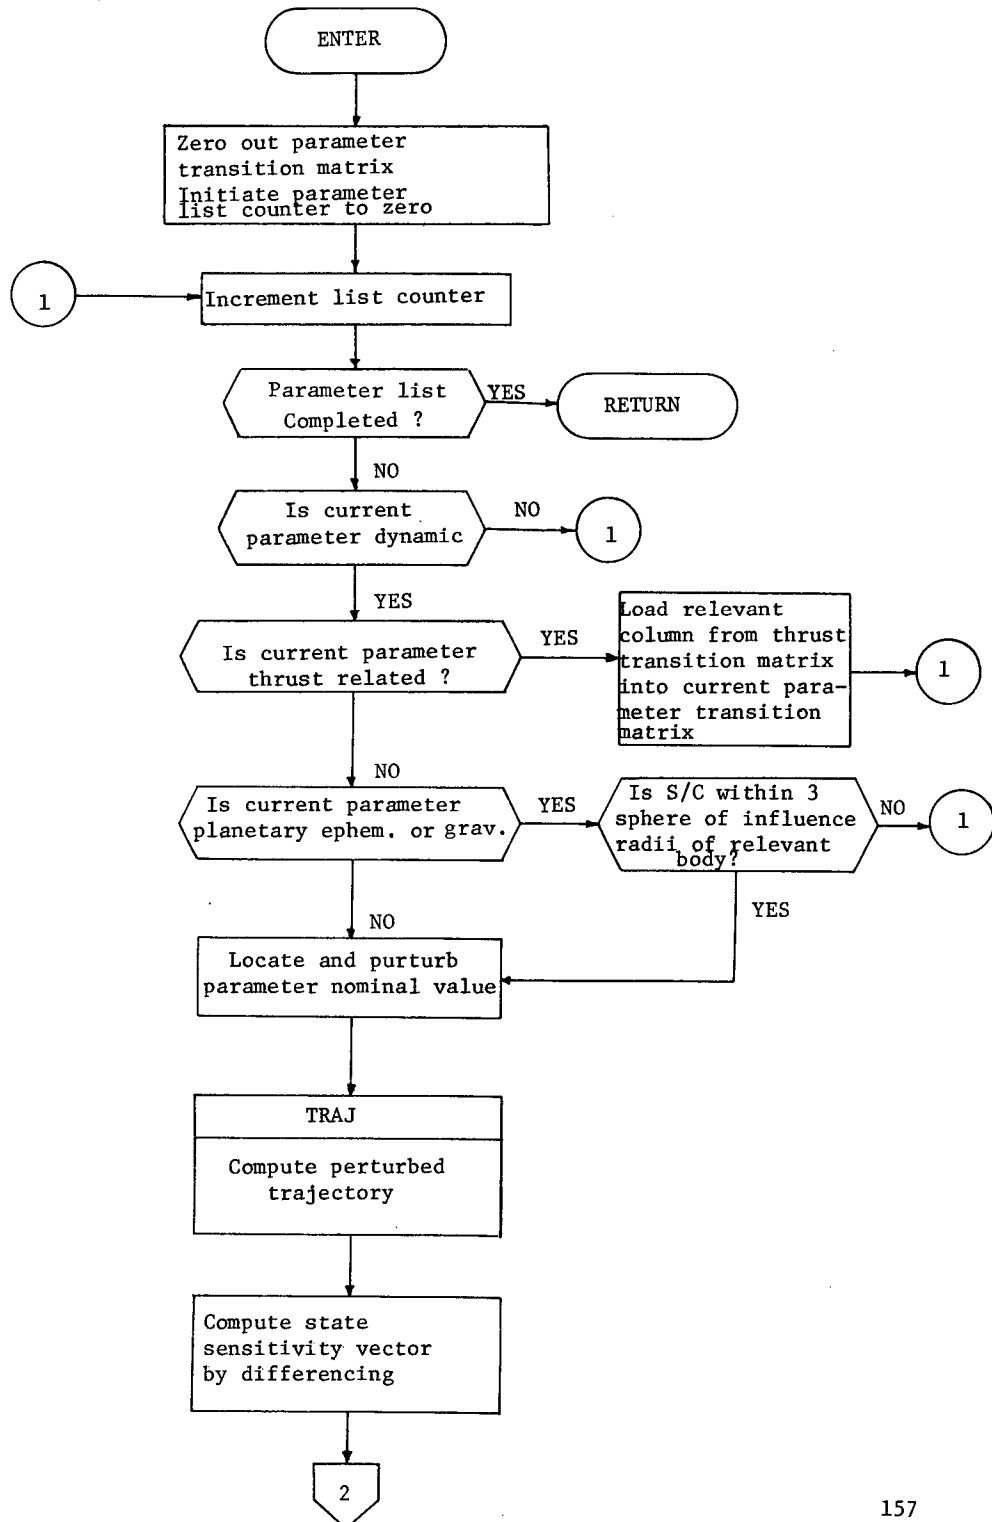 ENTER
Zero out parameter
transition matrix
Initiate parameter
list counter to zero
1
Increment list counter
Parameter list
Completed ?
YES
RETURN
NO
Is current
parameter dynamic
NO
1
YES
Is current parameter
thrust related ?
YES
Load relevant
column from thrust
transition matrix
into current para-
meter transition
matrix
1
NO
Is current parameter
planetary ephem. or grav.
YES
Is S/C within 3
sphere of influence
radii of relevant
body?
NO
1
YES
NO
Locate and purturb
parameter nominal value
TRAJ
Compute perturbed
trajectory
Compute state
sensitivity vector
by differencing
2
157